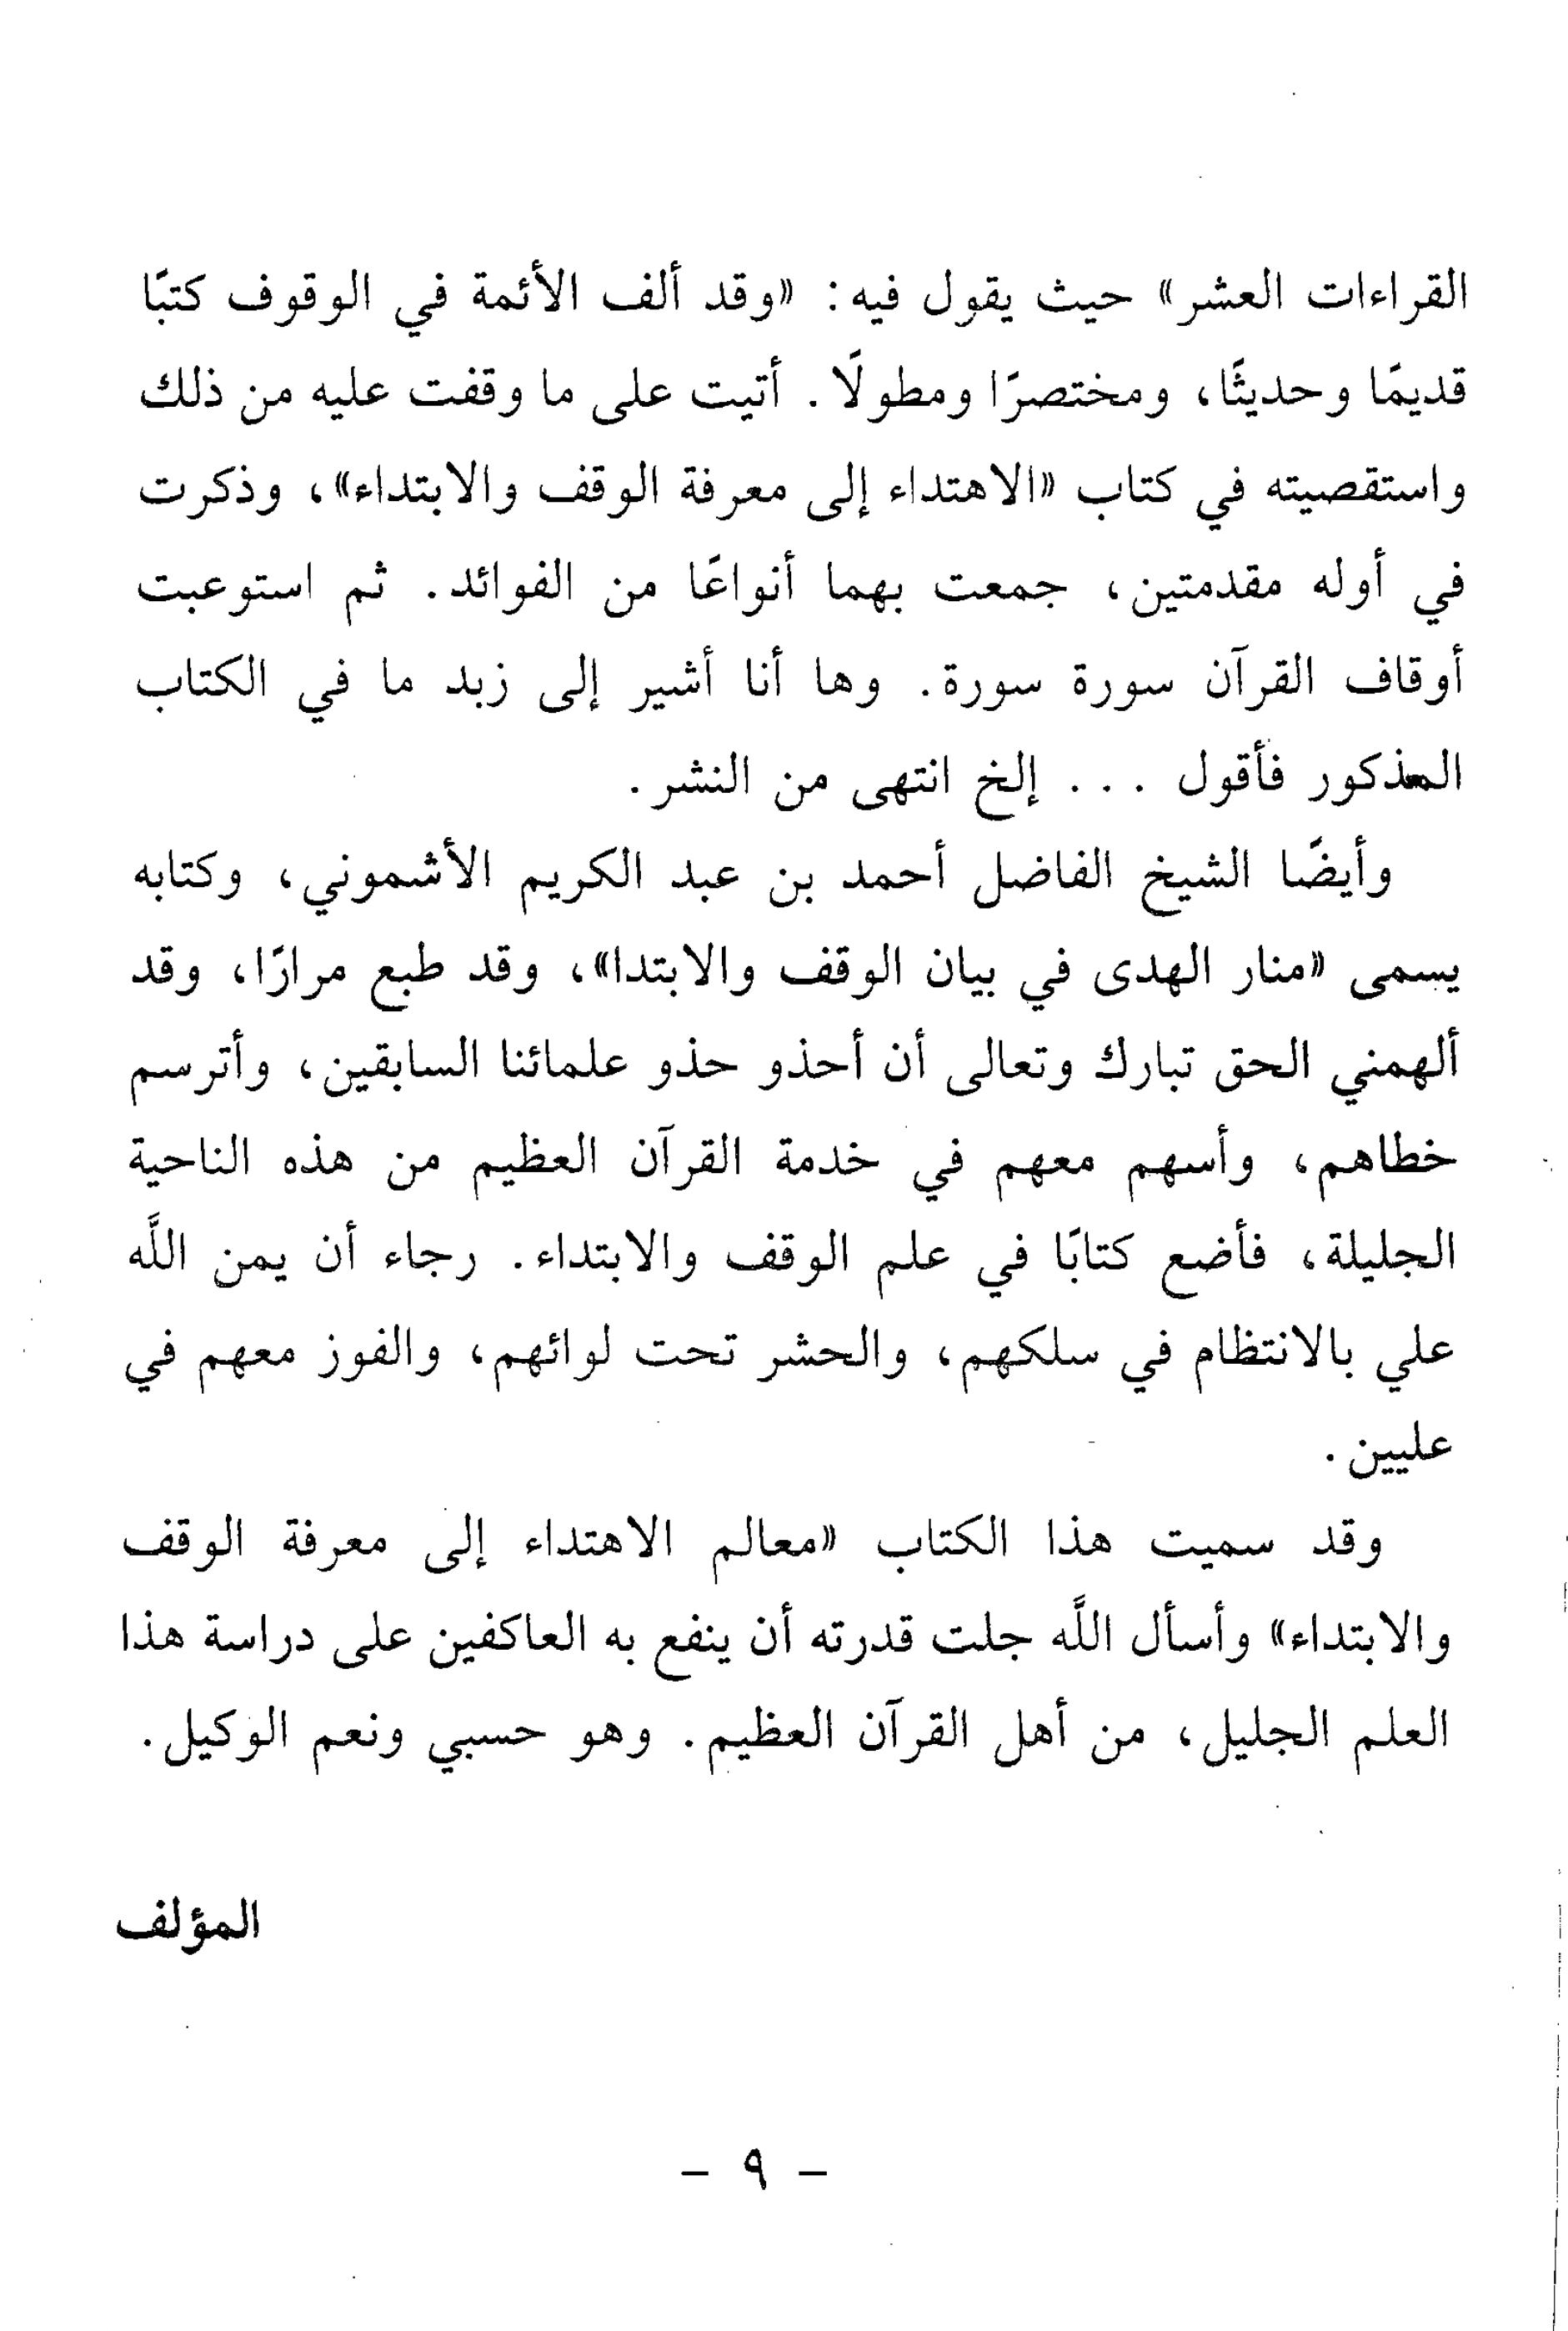 القراءات العشر» حيث يقول فيه: «وقد ألف الأئمة في الوقوف كتبًا
قديمًا وحديثًا، ومختصرًا ومطولًا. أتيت على ما وقفت عليه من ذلك
واستقصيته في كتاب «الاهتداء إلى معرفة الوقف والابتداء»، وذكرت
في أوله مقدمتين، جمعت بهما أنواعًا من الفوائد. ثم استوعبت
أوقاف القرآن سورة سورة. وها أنا أشير إلى زبد ما في الكتاب
المذكور فأقول ... إلخ انتهى من النشر.
وأيضًا الشيخ الفاضل أحمد بن عبد الكريم الأشموني، وكتابه
يسمى «منار الهدى في بيان الوقف والابتدا»، وقد طبع مرارًا، وقد
ألهمني الحق تبارك وتعالى أن أحذو حذو علمائنا السابقين، وأترسم
خطاهم، وأسهم معهم في خدمة القرآن العظيم من هذه الناحية
الجليلة، فأضع كتابًا في علم الوقف والابتداء. رجاء أن يمن اللَّه
علي بالانتظام في سلكهم، والحشر تحت لوائهم، والفوز معهم في
عليين.
وقد سميت هذا الكتاب «معالم الاهتداء إلى معرفة الوقف
والابتداء» وأسأل اللَّه جلت قدرته أن ينفع به العاكفين على دراسة هذا
العلم الجليل، من أهل القرآن العظيم. وهو حسبي ونعم الوكيل.
المؤلف
- ٩ -